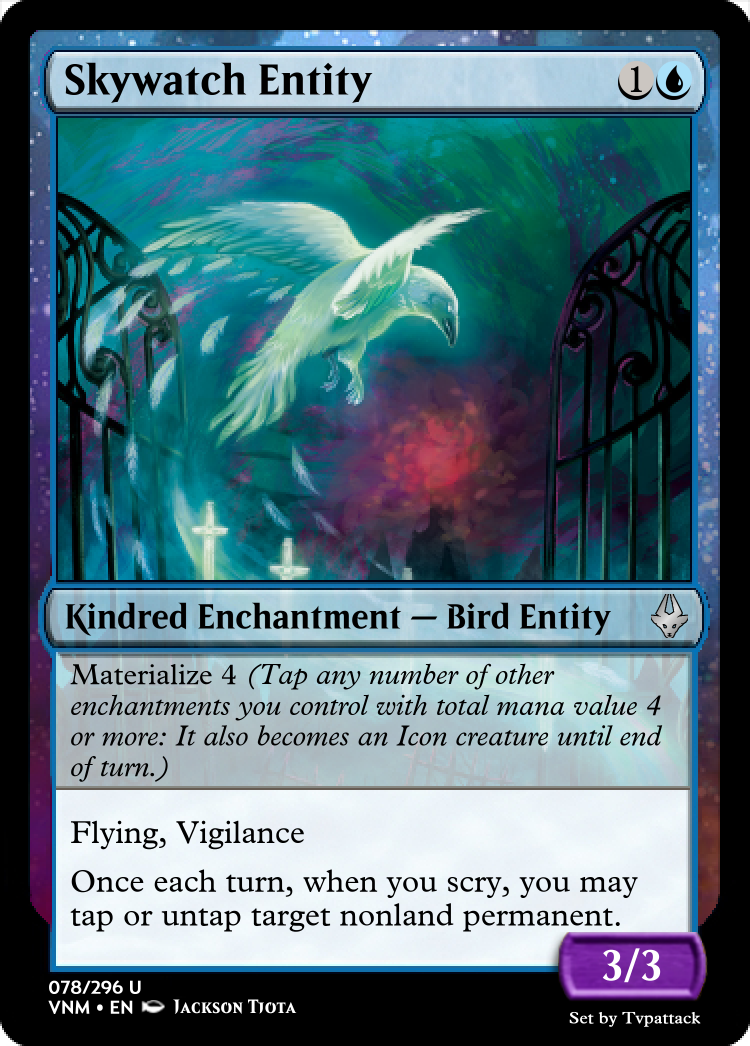 Skywatch Entity 1
Kindred Enchantment — Bird Entity
Materialize 4 (Tap any number of other
enchantments you control with total mana value 4
or more: It also becomes an Icon creature until end
of turn.)
Flying, Vigilance
Once each turn, when you scry, you may
tap or untap target nonland permanent.
3/3
078/296 U
VNM • EN Jackson Tjota
Set by Tvpattack